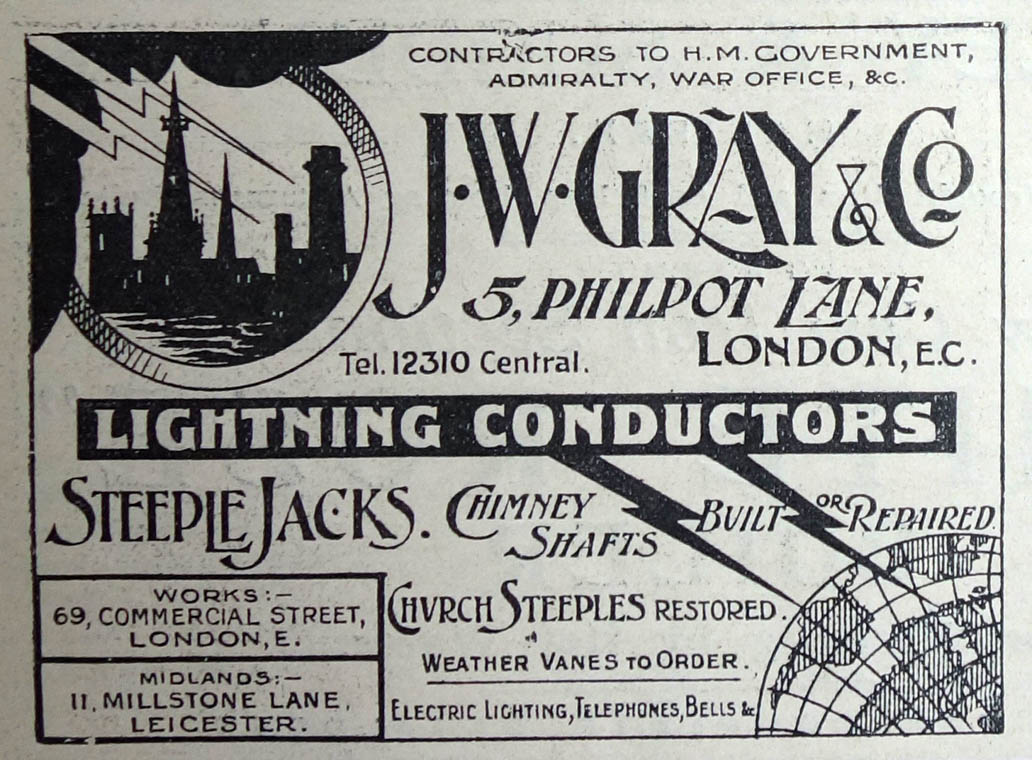 CONTRACTORS TO H.M. GOVERNMENT,
ADMIRALTY, WAR OFFICE, &C.
J.W. GRAY & CO
5, PHILPOT LANE,
LONDON, E.C.
Tel. 12310 Central.
LIGHTNING CONDUCTORS
STEEPLE JACKS. CHIMNEY SHAFTS BUILT OR REPAIRED.
WORKS:—
69, COMMERCIAL STREET,
LONDON, E.
MIDLANDS:—
11, MILLSTONE LANE,
LEICESTER.
CHVRCH STEEPLES RESTORED.
WEATHER VANES TO ORDER.
ELECTRIC LIGHTING, TELEPHONES, BELLS &c